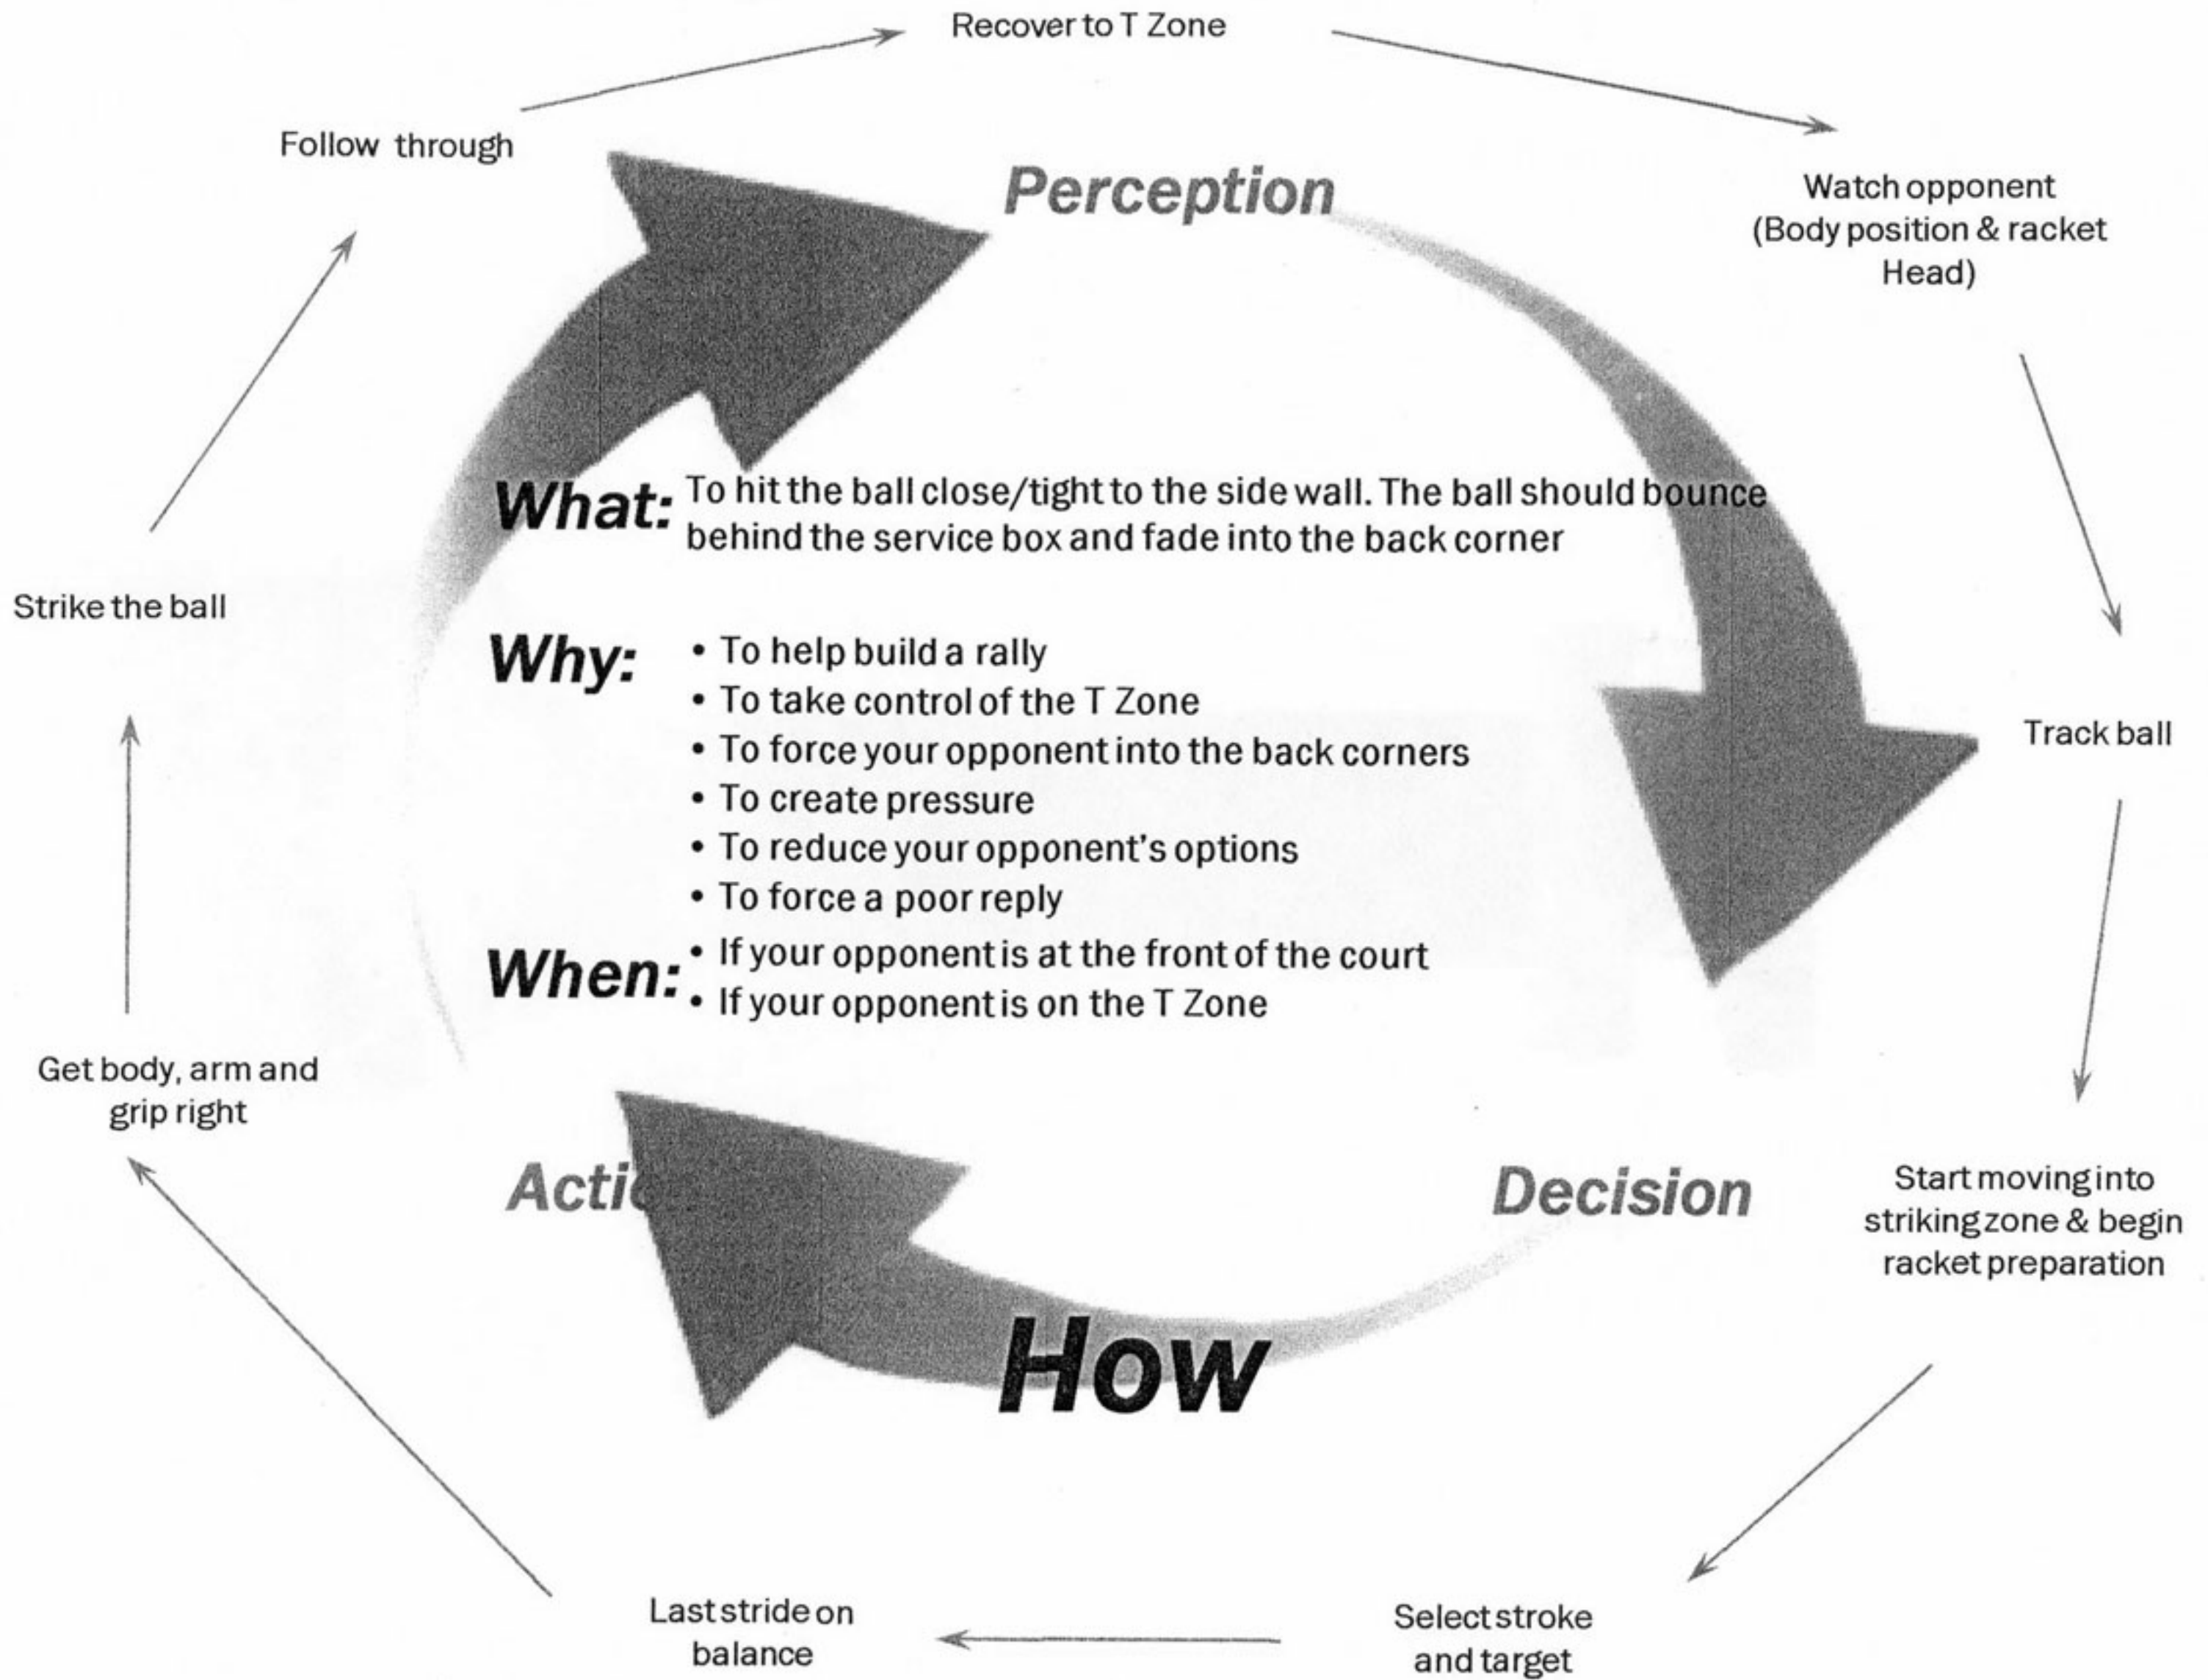 Recover to T Zone
Follow through
Perception
Watch opponent
(Body position & racket
Head)
What: To hit the ball close/tight to the side wall. The ball should bounce
behind the service box and fade into the back corner
Strike the ball
Why:
• To help build a rally
• To take control of the T Zone
• To force your opponent into the back corners
• To create pressure
• To reduce your opponent's options
• To force a poor reply
Track ball
When:
• If your opponent is at the front of the court
• If your opponent is on the T Zone
Get body, arm and
grip right
Decision
Start moving into
striking zone & begin
racket preparation
How
Last stride on
balance
Select stroke
and target